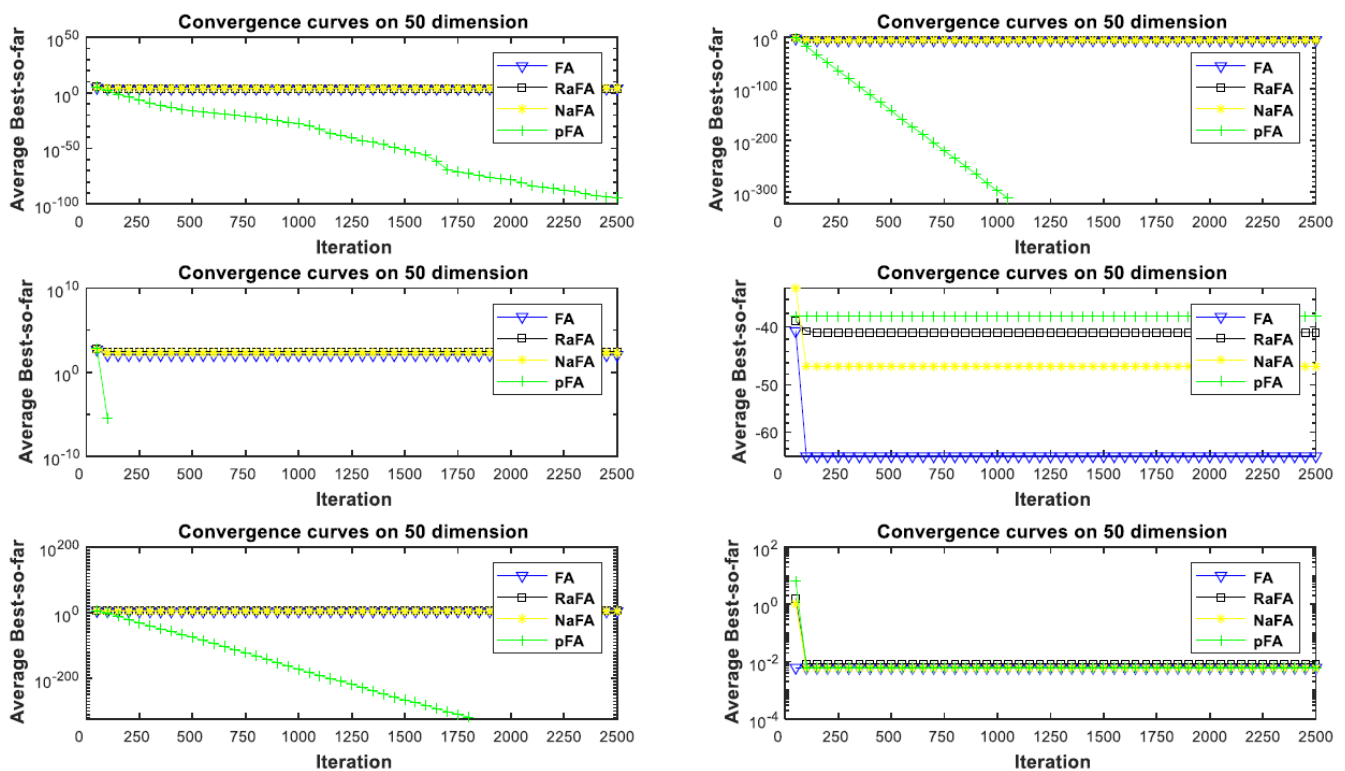 Convergence curves on 50 dimension
Average Best-so-far
10^50
10^0
10^-50
10^-100
FA
RaFA
NaFA
pFA
0 250 500 750 1000 1250 1500 1750 2000 2250 2500
Iteration
Convergence curves on 50 dimension
Average Best-so-far
10^0
10^-100
10^-200
10^-300
FA
RaFA
NaFA
pFA
0 250 500 750 1000 1250 1500 1750 2000 2250 2500
Iteration
Convergence curves on 50 dimension
Average Best-so-far
10^10
10^0
10^-10
FA
RaFA
NaFA
pFA
0 250 500 750 1000 1250 1500 1750 2000 2250 2500
Iteration
Convergence curves on 50 dimension
Average Best-so-far
-40
-50
-60
FA
RaFA
NaFA
pFA
0 250 500 750 1000 1250 1500 1750 2000 2250 2500
Iteration
Convergence curves on 50 dimension
Average Best-so-far
10^200
10^0
10^-200
FA
RaFA
NaFA
pFA
0 250 500 750 1000 1250 1500 1750 2000 2250 2500
Iteration
Convergence curves on 50 dimension
Average Best-so-far
10^2
10^0
10^-2
10^-4
FA
RaFA
NaFA
pFA
0 250 500 750 1000 1250 1500 1750 2000 2250 2500
Iteration